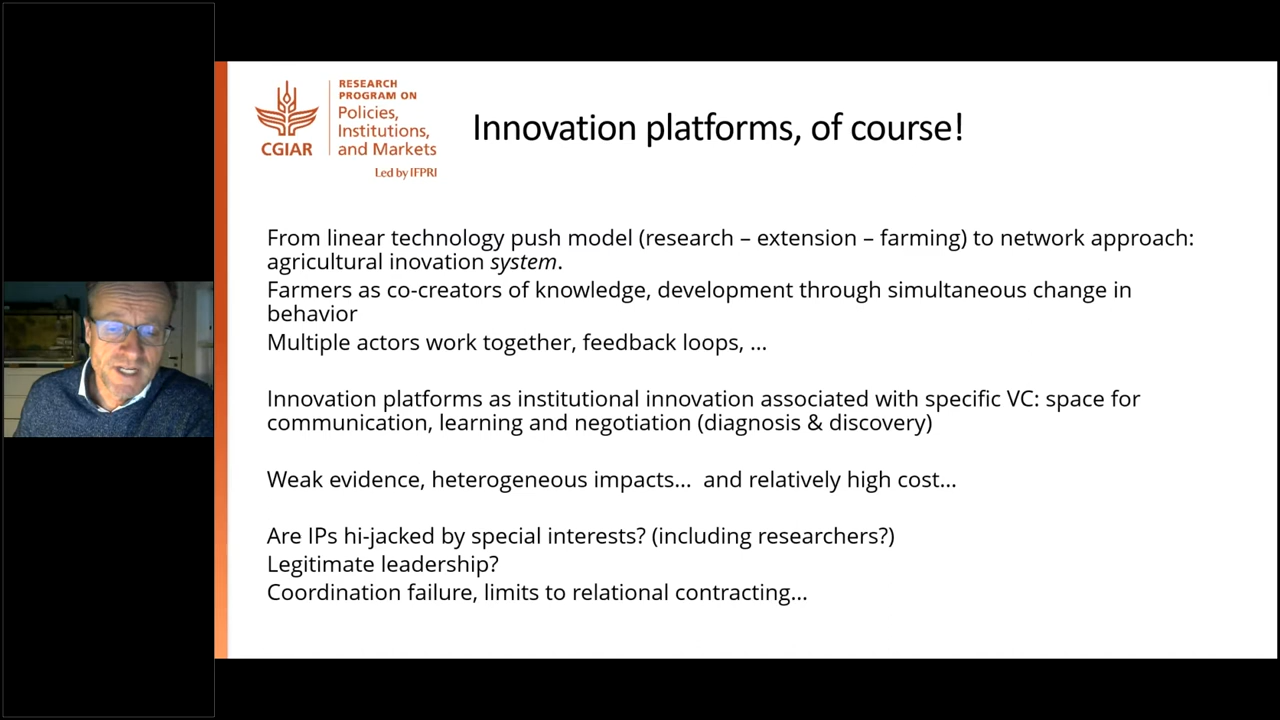 RESEARCH
PROGRAM ON
Policies,
Institutions,
and Markets
CGIAR
Led by IFPRI
Innovation platforms, of course!
From linear technology push model (research – extension – farming) to network approach:
agricultural inovation system.
Farmers as co-creators of knowledge, development through simultaneous change in
behavior
Multiple actors work together, feedback loops, ...
Innovation platforms as institutional innovation associated with specific VC: space for
communication, learning and negotiation (diagnosis & discovery)
Weak evidence, heterogeneous impacts... and relatively high cost...
Are IPs hi-jacked by special interests? (including researchers?)
Legitimate leadership?
Coordination failure, limits to relational contracting...